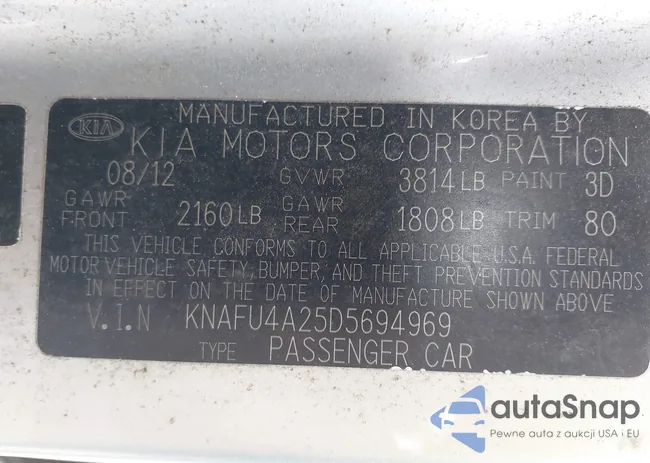 MANUFACTURED IN KOREA BY
KIA KIA MOTORS CORPORATION
08/12 GVWR 3814LB PAINT 3D
GAWR FRONT 2160LB GAWR REAR 1808LB TRIM 80
THIS VEHICLE CONFORMS TO ALL APPLICABLE U.S.A. FEDERAL
MOTOR VEHICLE SAFETY, BUMPER, AND THEFT PREVENTION STANDARDS
IN EFFECT ON THE DATE OF MANUFACTURE SHOWN ABOVE
V.I.N KNAFU4A25D5694969
TYPE PASSENGER CAR
autaSnap
Pewne auta z aukcji USA i EU